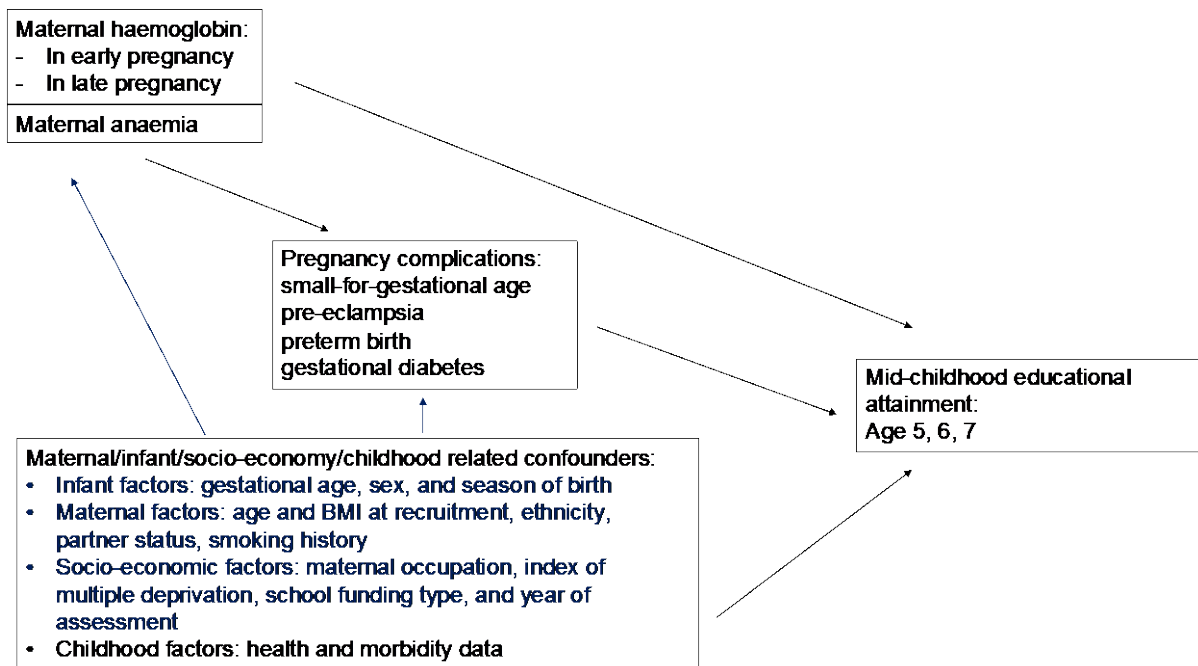 Maternal haemoglobin:
- In early pregnancy
- In late pregnancy
Maternal anaemia
Pregnancy complications:
small-for-gestational age
pre-eclampsia
preterm birth
gestational diabetes
Mid-childhood educational
attainment:
Age 5, 6, 7
Maternal/infant/socio-economy/childhood related confounders:
• Infant factors: gestational age, sex, and season of birth
• Maternal factors: age and BMI at recruitment, ethnicity,
partner status, smoking history
• Socio-economic factors: maternal occupation, index of
multiple deprivation, school funding type, and year of
assessment
• Childhood factors: health and morbidity data